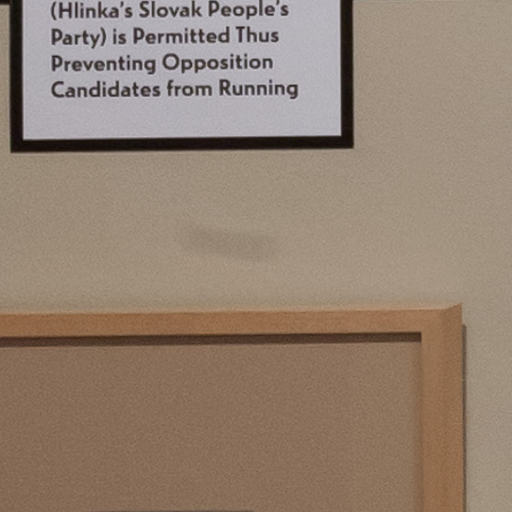 (Hlinka's Slovak People's
Party) is Permitted Thus
Preventing Opposition
Candidates from Running